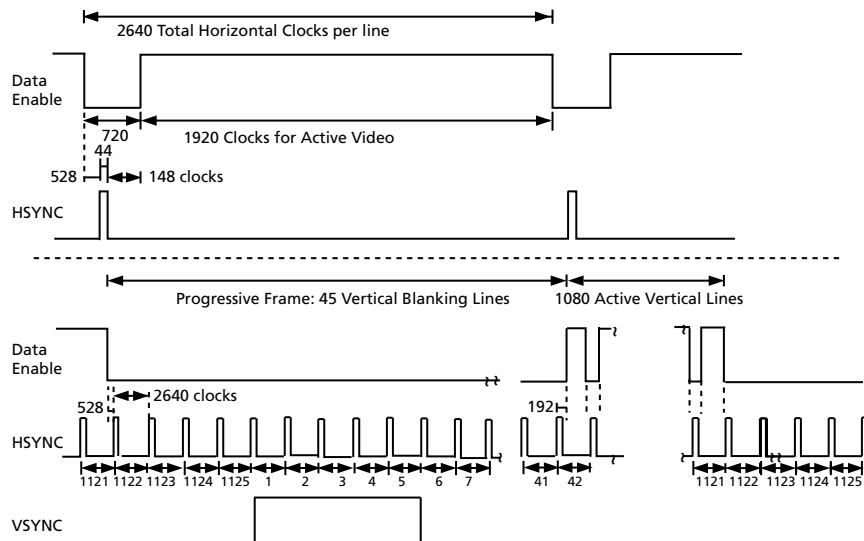 2640 Total Horizontal Clocks per line
Data
Enable
720
1920 Clocks for Active Video
44
528
148 clocks
HSYNC
Progressive Frame: 45 Vertical Blanking Lines
1080 Active Vertical Lines
Data
Enable
2640 clocks
528
192
HSYNC
1121 1122 1123 1124 1125 1 2 3 4 5 6 7 41 42 1121 1122 1123 1124 1125
VSYNC